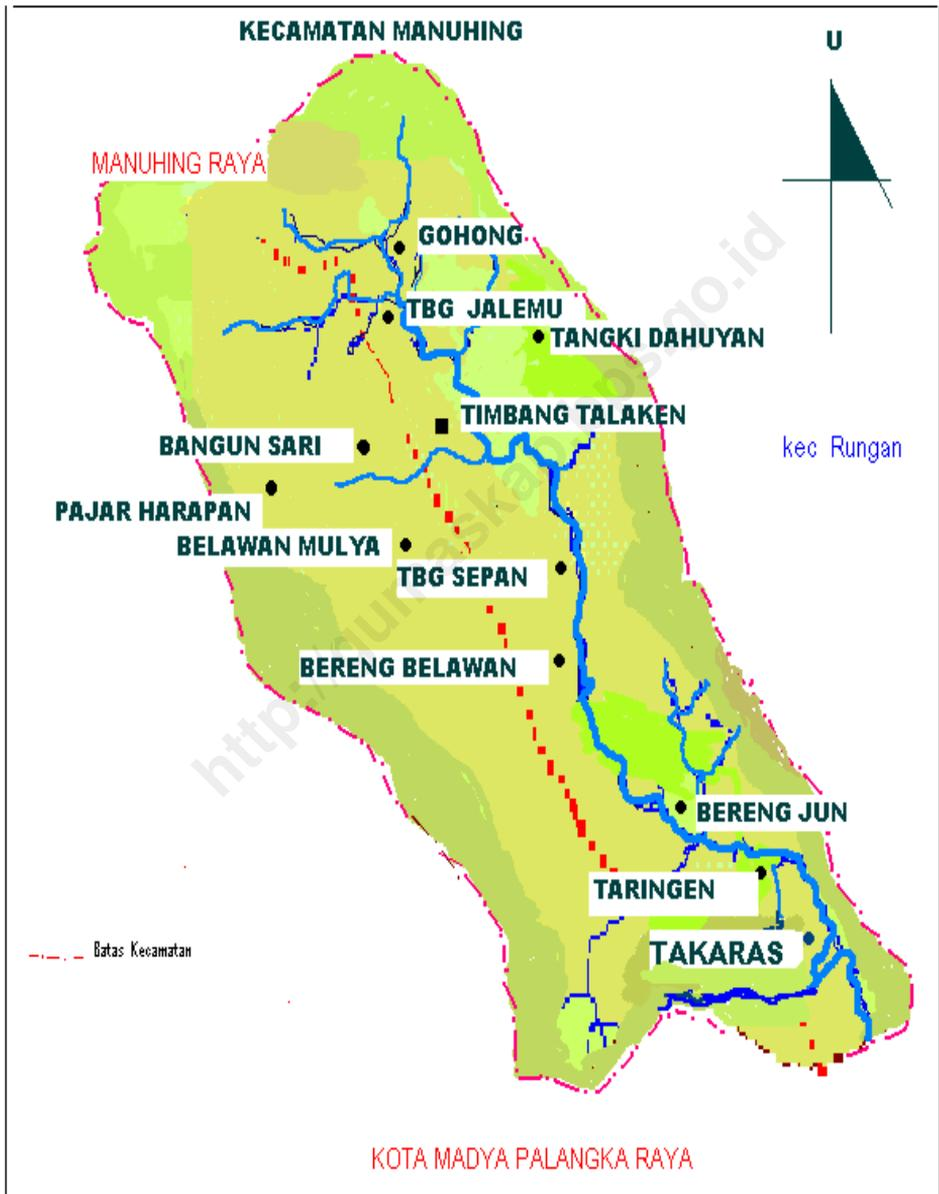 KECAMATAN MANUHING
U
MANUHING RAYA
GOHONG
TBG JALEMU
TANGKI DAHUYAN
TIMBANG TALAKEN
BANGUN SARI
kec Rungan
PAJAR HARAPAN
BELAWAN MULYA
TBG SEPAN
BERENG BELAWAN
BERENG JUN
TARINGEN
TAKARAS
Batas Kecamatan
KOTA MADYA PALANGKA RAYA